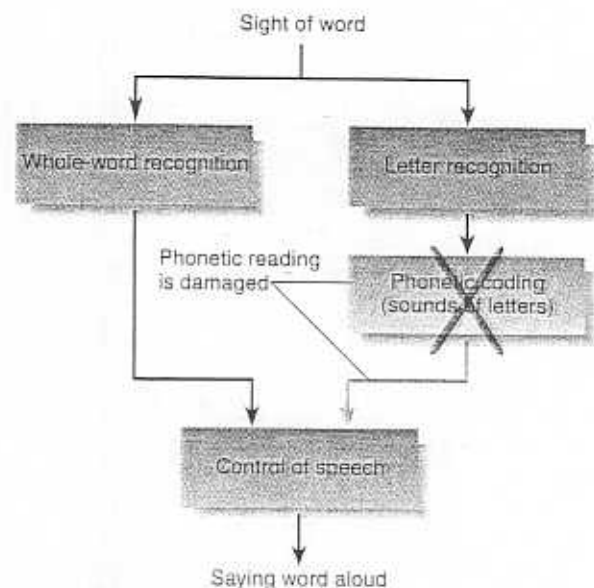 Sight of word
Whole-word recognition
Letter recognition
Phonetic reading
is damaged
Phonetic coding
(sounds of letters)
Control of speech
Saying word aloud